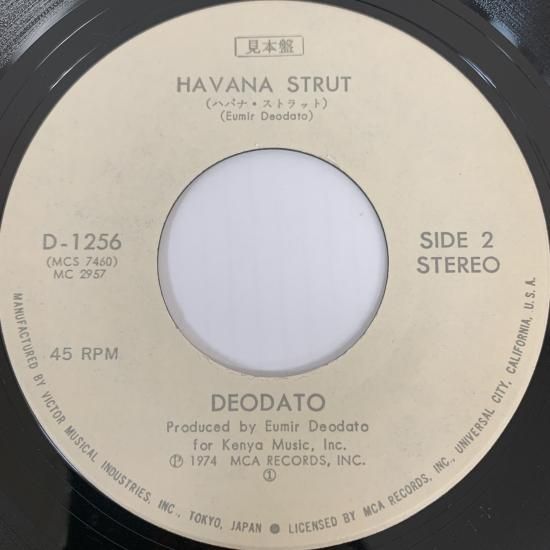 見本盤
HAVANA STRUT
(ハバナ・ストラット)
(Eumir Deodato)
D-1256
(MCS 7460)
MC 2957
SIDE 2
STEREO
45 RPM
DEODATO
Produced by Eumir Deodato
for Kenya Music, Inc.
Ⓟ 1974 MCA RECORDS, INC.
①
MANUFACTURED BY VICTOR MUSICAL INDUSTRIES, INC., TOKYO, JAPAN ● LICENSED BY MCA RECORDS, INC., UNIVERSAL CITY, CALIFORNIA, U.S.A.